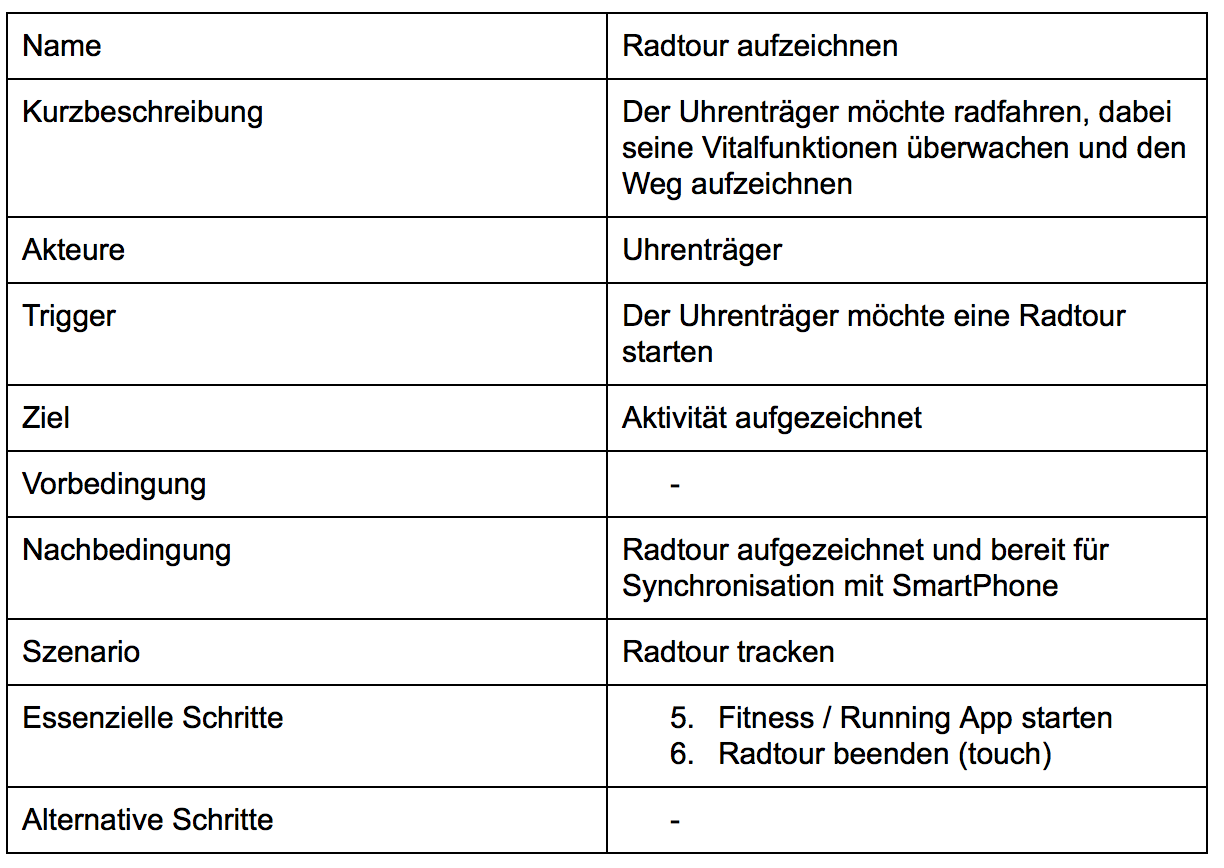 Name
Radtour aufzeichnen
Kurzbeschreibung
Der Uhrenträger möchte radfahren, dabei
seine Vitalfunktionen überwachen und den
Weg aufzeichnen
Akteure
Uhrenträger
Trigger
Der Uhrenträger möchte eine Radtour
starten
Ziel
Aktivität aufgezeichnet
Vorbedingung
-
Nachbedingung
Radtour aufgezeichnet und bereit für
Synchronisation mit SmartPhone
Szenario
Radtour tracken
Essenzielle Schritte
5. Fitness / Running App starten
6. Radtour beenden (touch)
Alternative Schritte
-